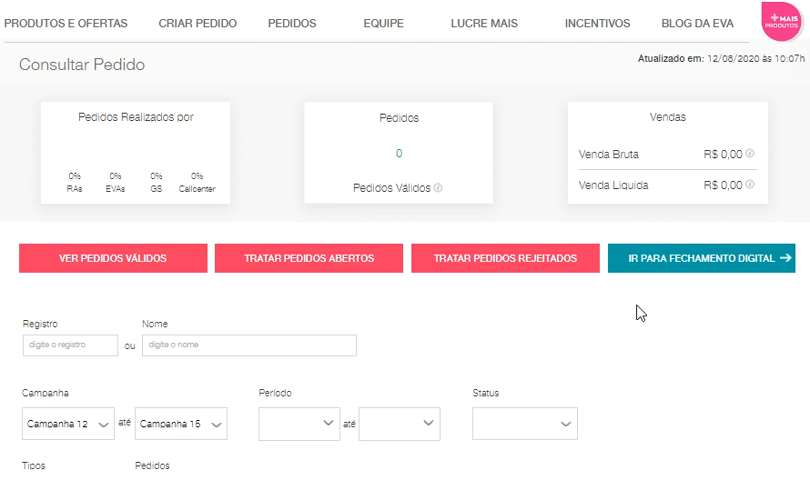 PRODUTOS E OFERTAS CRIAR PEDIDO PEDIDOS EQUIPE LUCRE MAIS INCENTIVOS BLOG DA EVA +MAIS PRODUTOS
Consultar Pedido
Atualizado em: 12/08/2020 às 10:07h
Pedidos Realizados por
0% 0% 0% 0%
RAs EVAs GS Callcenter
Pedidos
0
Pedidos Válidos
Vendas
Venda Bruta R$ 0,00
Venda Liquida R$ 0,00
VER PEDIDOS VÁLIDOS TRATAR PEDIDOS ABERTOS TRATAR PEDIDOS REJEITADOS IR PARA FECHAMENTO DIGITAL
Registro Nome
digite o registro ou digite o nome
Campanha Período Status
Campanha 12 até Campanha 15 até
Tipos Pedidos